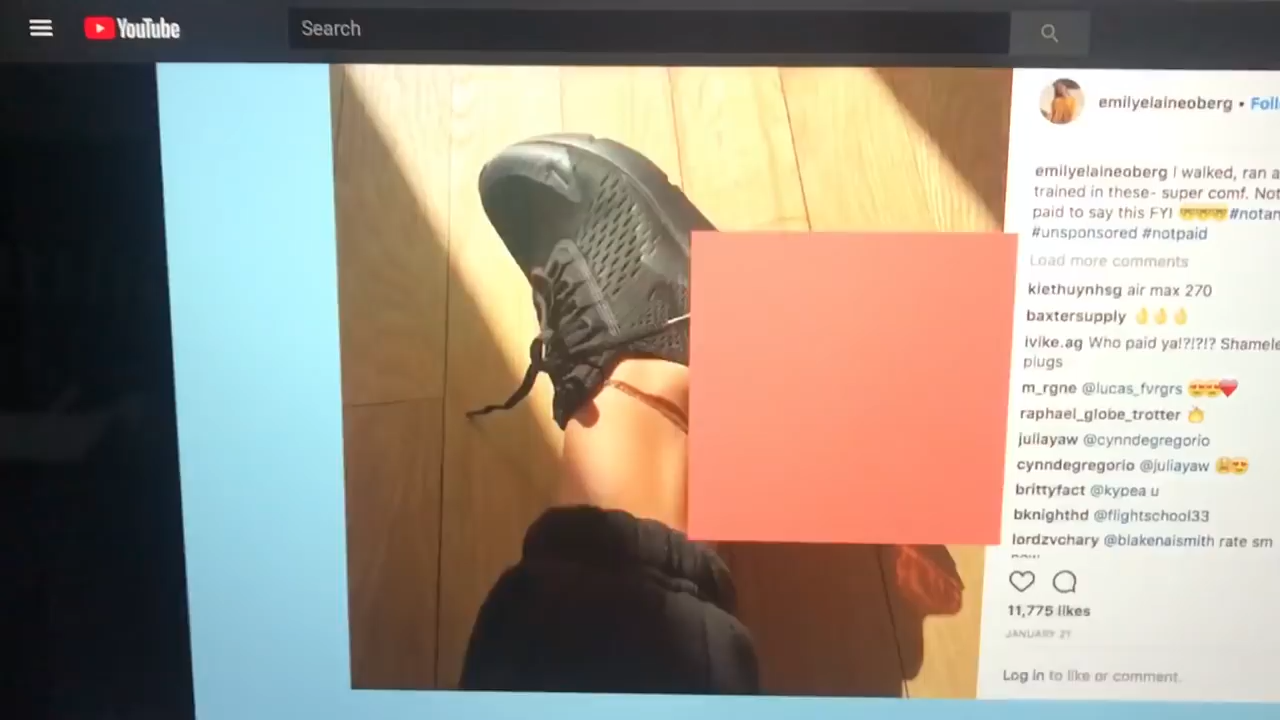 YouTube
Search
emilyelaineoberg • Foll
emilyelaineoberg I walked, ran a
trained in these- super comf. Not
paid to say this FYI #notan
#unsponsored #notpaid
Load more comments
kiethuynhsg air max 270
baxtersupply
Who paid ya!?!?!? Shamele
plugs
m_rgne @lucas_fvrgrs
raphael_globe_trotter
juliayaw @cynndegregorio
cynndegregorio @juliayaw
brittyfact @kypea u
bknighthd @flightschool33
lordzvchary @blakenaismith rate sm
11,775 likes
JANUARY 21
Log in to like or comment.